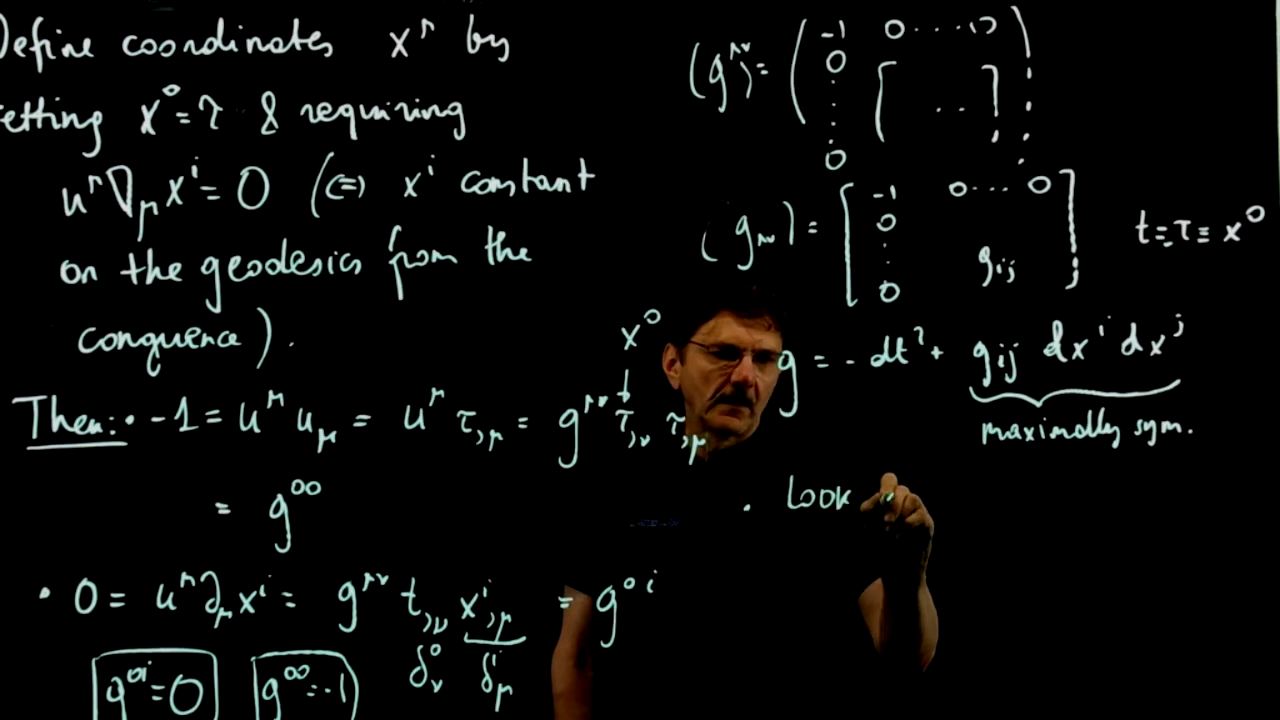 Define coordinates x^μ by
setting x^0 = τ & requiring
u^μ ∇_μ x^i = 0 (⇔ x^i constant
on the geodesics from the
conguence).
Then: • -1 = u^μ u_μ = u^μ τ_,μ = g^μν τ_,ν τ_,μ
x^0
↓
= g^00
• 0 = u^μ ∂_μ x^i = g^μν t_,ν x^i_,μ = g^0i
δ^0_ν δ^i_μ
g^0i = 0 g^00 = -1
(g^μν) = ( -1 0 ... 0
0
⋮ [ .. ]
0 )
(g_μν) = [ -1 0 ... 0
0
⋮ g_ij
0 ]
t ≡ τ ≡ x^0
g = - dt^2 + g_ij dx^i dx^j
maximally sym.
• Look